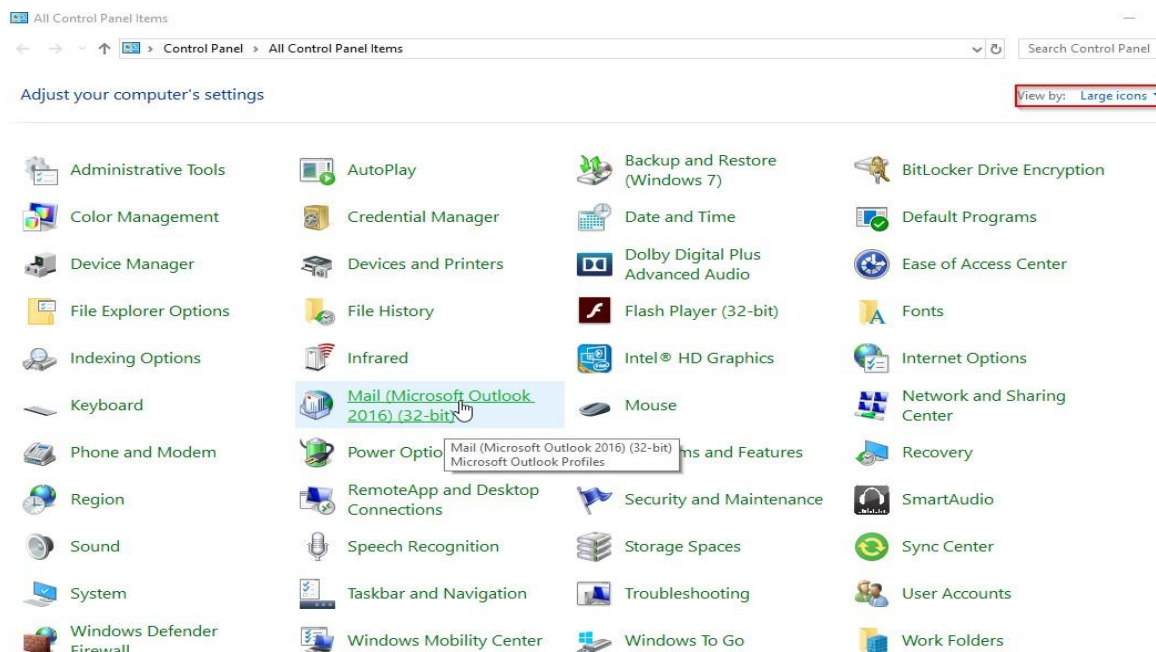 All Control Panel Items
Control Panel > All Control Panel Items
Search Control Panel
Adjust your computer's settings
View by: Large icons
Administrative Tools
AutoPlay
Backup and Restore
(Windows 7)
BitLocker Drive Encryption
Color Management
Credential Manager
Date and Time
Default Programs
Device Manager
Devices and Printers
Dolby Digital Plus
Advanced Audio
Ease of Access Center
File Explorer Options
File History
Flash Player (32-bit)
Fonts
Indexing Options
Infrared
Intel® HD Graphics
Internet Options
Keyboard
Mail (Microsoft Outlook
2016) (32-bit)
Mouse
Network and Sharing
Center
Phone and Modem
Power Optio
Mail (Microsoft Outlook 2016) (32-bit)
Microsoft Outlook Profiles
ms and Features
Recovery
Region
RemoteApp and Desktop
Connections
Security and Maintenance
SmartAudio
Sound
Speech Recognition
Storage Spaces
Sync Center
System
Taskbar and Navigation
Troubleshooting
User Accounts
Windows Defender
Firewall
Windows Mobility Center
Windows To Go
Work Folders